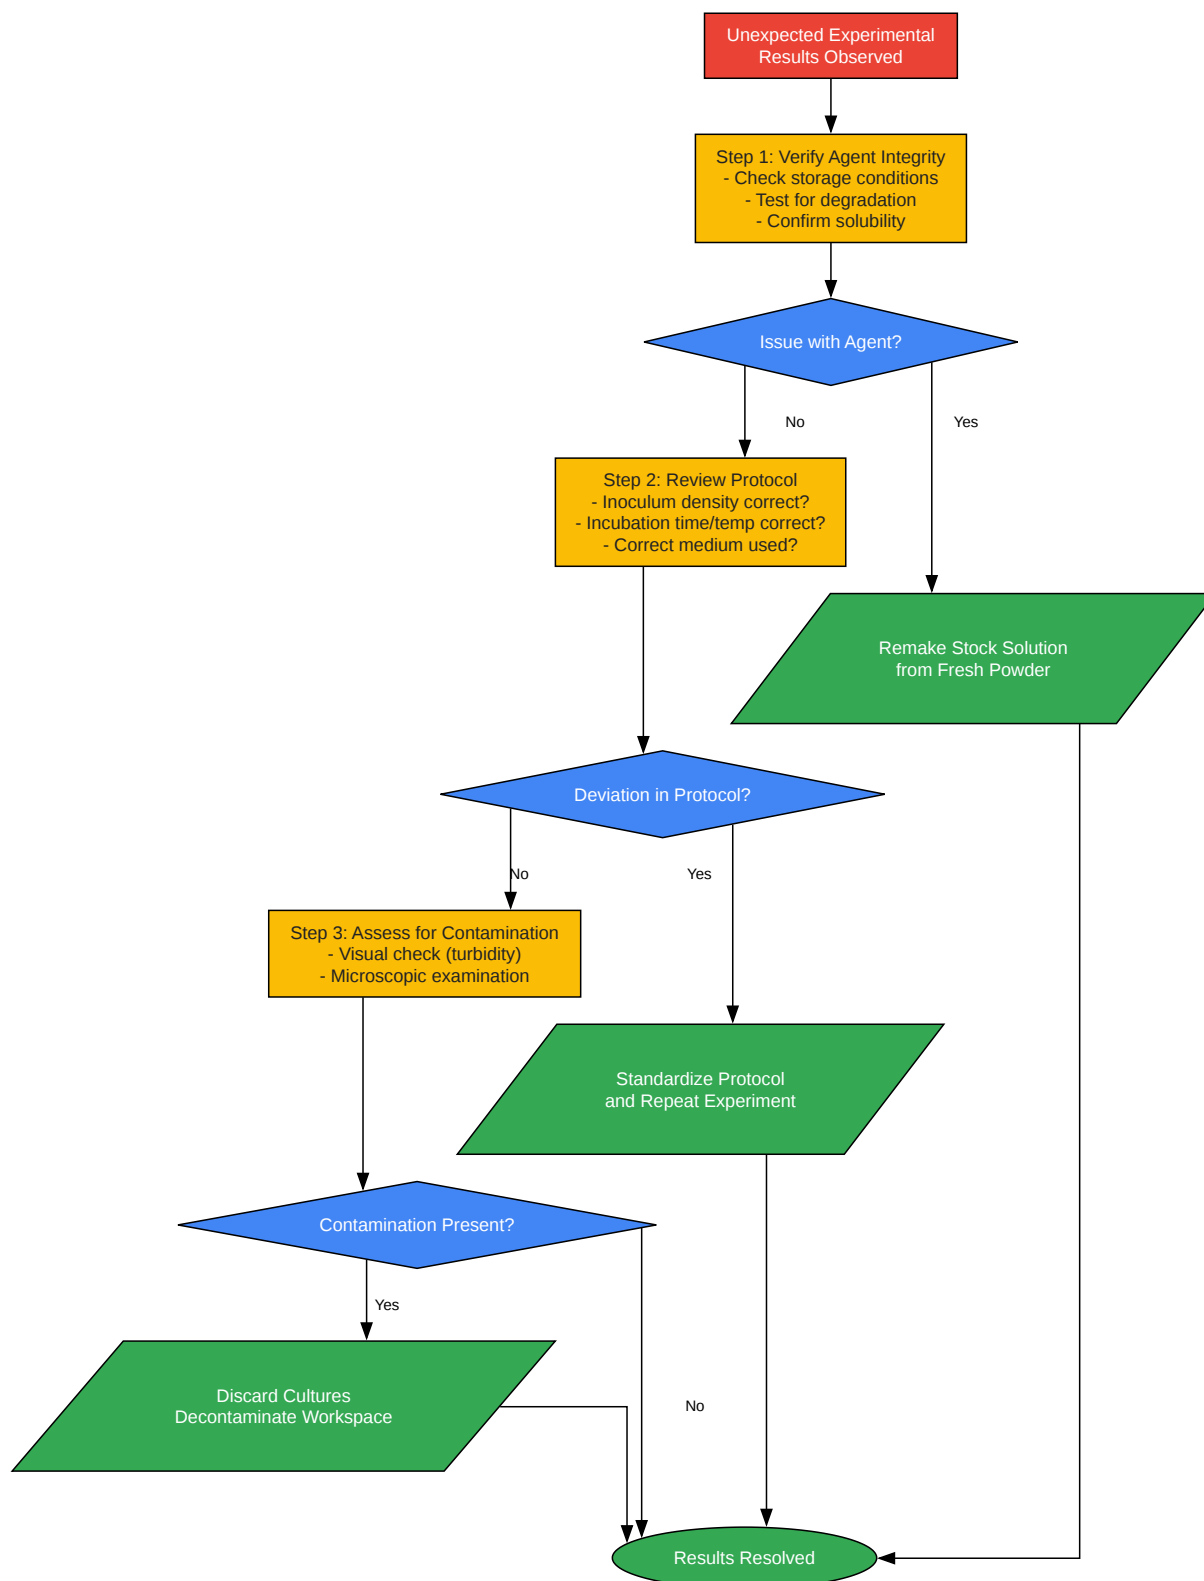 Unexpected Experimental
Results Observed
Step 1: Verify Agent Integrity
- Check storage conditions
- Test for degradation
- Confirm solubility
Issue with Agent?
No
Yes
Step 2: Review Protocol
- Inoculum density correct?
- Incubation time/temp correct?
- Correct medium used?
Remake Stock Solution
from Fresh Powder
Deviation in Protocol?
No
Yes
Step 3: Assess for Contamination
- Visual check (turbidity)
- Microscopic examination
Standardize Protocol
and Repeat Experiment
Contamination Present?
Yes
Discard Cultures
Decontaminate Workspace
No
Results Resolved